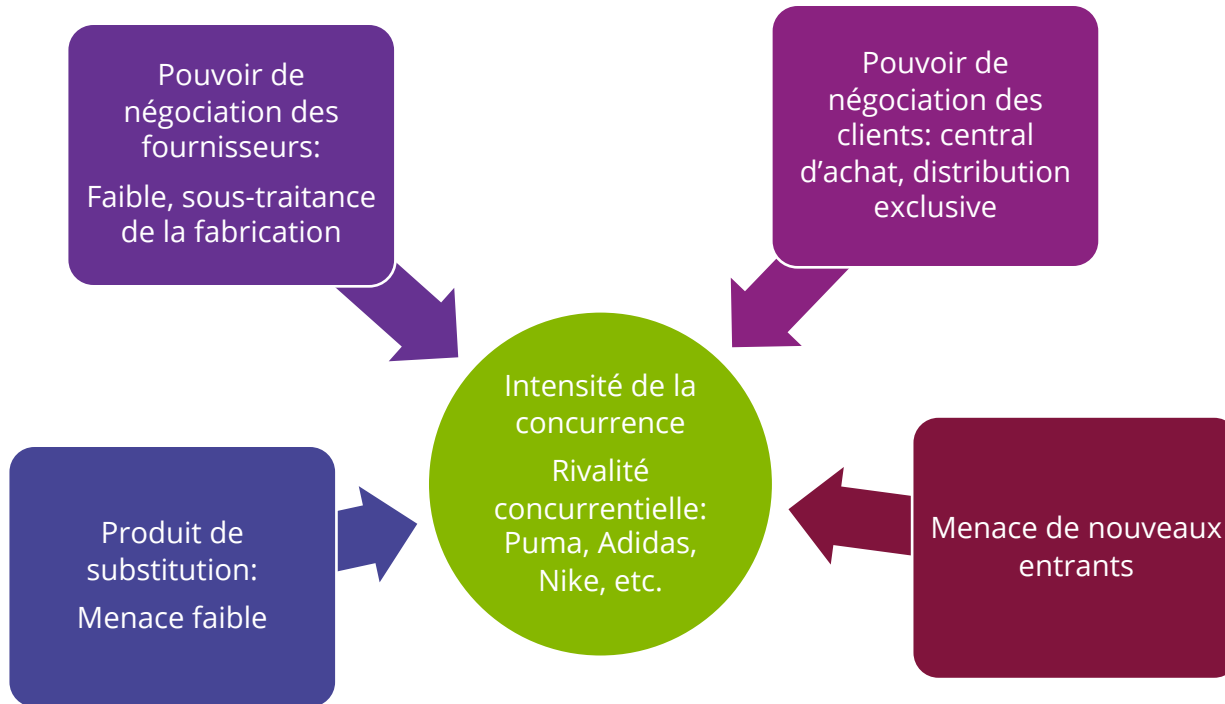 Pouvoir de
négociation des
fournisseurs:
Faible, sous-traitance
de la fabrication
Pouvoir de
négociation des
clients: central
d’achat, distribution
exclusive
Intensité de la
concurrence
Rivalité
concurrentielle:
Puma, Adidas,
Nike, etc.
Produit de
substitution:
Menace faible
Menace de nouveaux
entrants